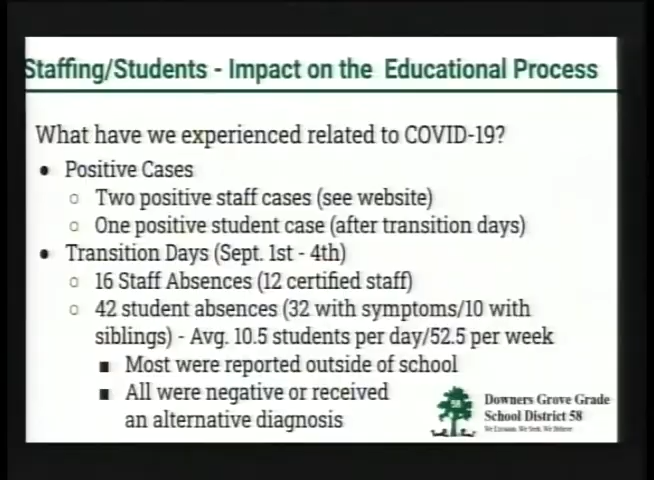 Staffing/Students - Impact on the Educational Process
What have we experienced related to COVID-19?
• Positive Cases
○ Two positive staff cases (see website)
○ One positive student case (after transition days)
• Transition Days (Sept. 1st - 4th)
○ 16 Staff Absences (12 certified staff)
○ 42 student absences (32 with symptoms/10 with
siblings) - Avg. 10.5 students per day/52.5 per week
■ Most were reported outside of school
■ All were negative or received
an alternative diagnosis
58
Downers Grove Grade
School District 58